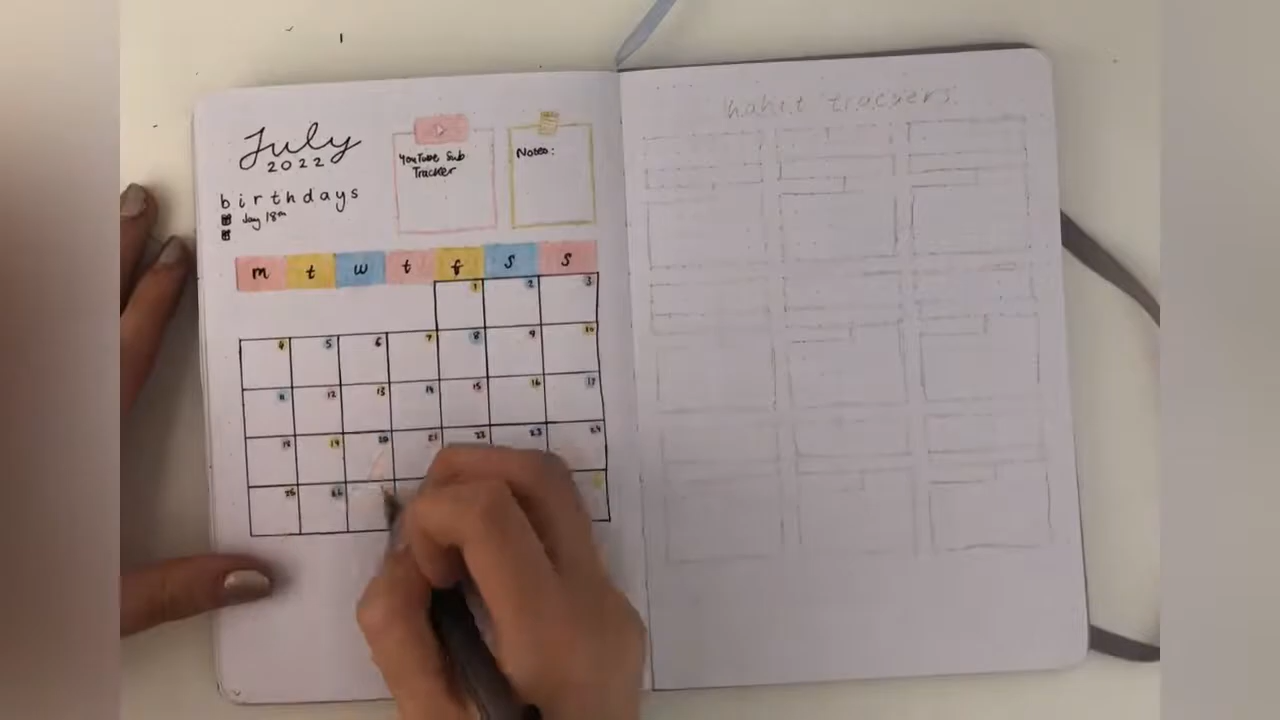 July
2022
birthdays
Jay 18th
YouTube Sub
Tracker
Notes:
m t w t f s s
1 2 3
4 5 6 7 8 9 10
11 12 13 14 15 16 17
18 19 20 21 22 23 24
25 26
habit trackers